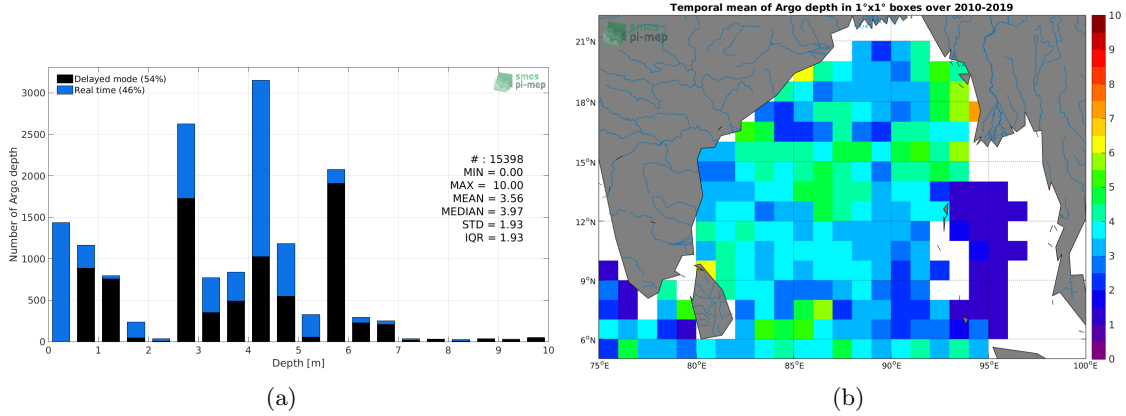 smos
pi-mep
Delayed mode (54%)
Real time (46%)
# : 15398
MIN = 0.00
MAX = 10.00
MEAN = 3.56
MEDIAN = 3.97
STD = 1.93
IQR = 1.93
Number of Argo depth
3000
2500
2000
1500
1000
500
0
0 1 2 3 4 5 6 7 8 9 10
Depth [m]
(a)
Temporal mean of Argo depth in 1°x1° boxes over 2010-2019
smos
pi-mep
21°N
18°N
15°N
12°N
9°N
6°N
75°E 80°E 85°E 90°E 95°E 100°E
10
9
8
7
6
5
4
3
2
1
0
(b)